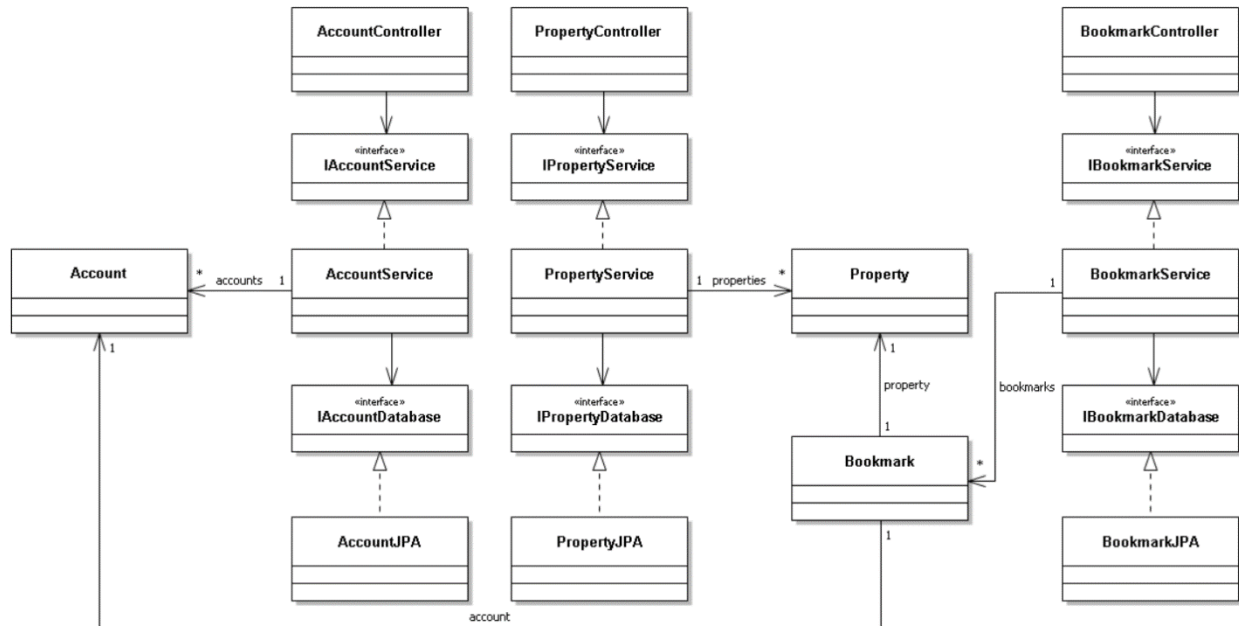 AccountController
PropertyController
BookmarkController
«interface»
IAccountService
«interface»
IPropertyService
«interface»
IBookmarkService
Account
* accounts 1
AccountService
PropertyService
1 properties *
Property
BookmarkService
1
1
1
property
bookmarks
«interface»
IAccountDatabase
«interface»
IPropertyDatabase
«interface»
IBookmarkDatabase
1
Bookmark
*
AccountJPA
PropertyJPA
1
BookmarkJPA
account